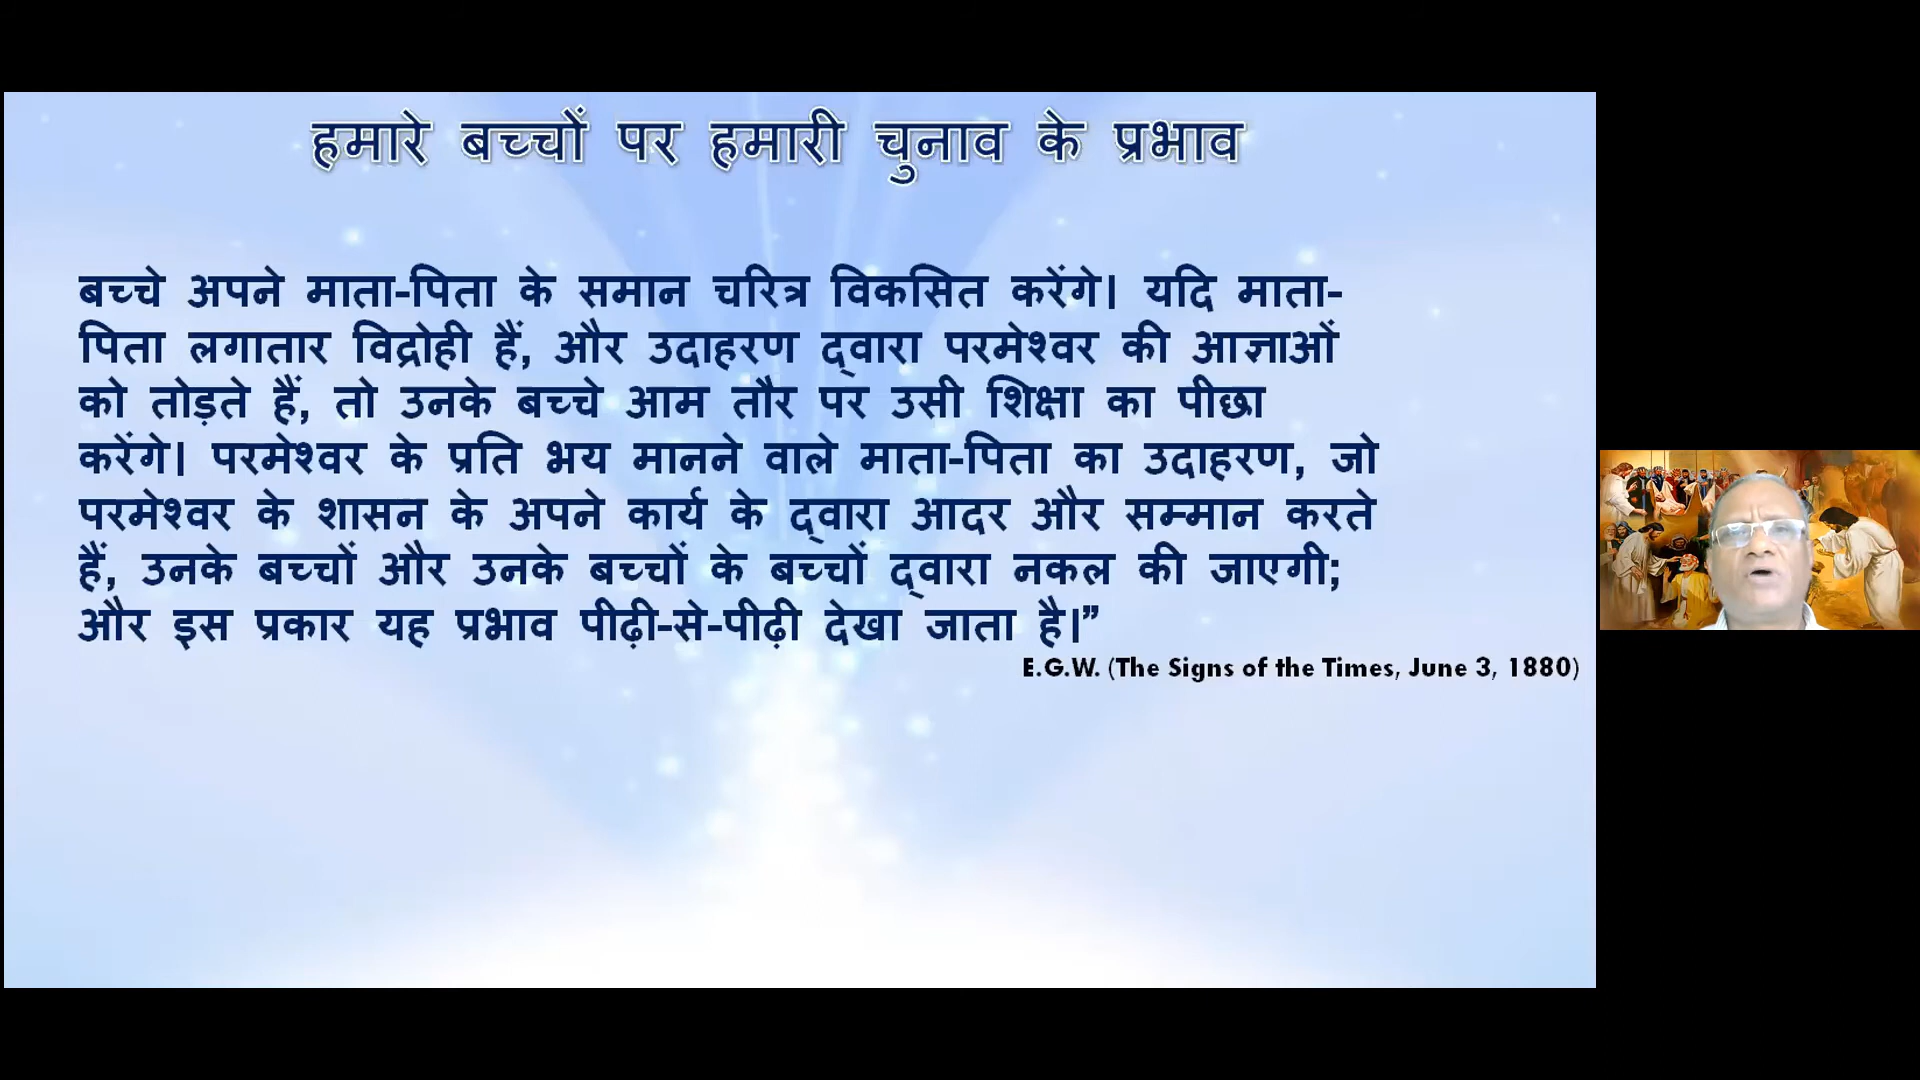 हमारे बच्चों पर हमारी चुनाव के प्रभाव
बच्चे अपने माता-पिता के समान चरित्र विकसित करेंगे। यदि माता-
पिता लगातार विद्रोही हैं, और उदाहरण द्वारा परमेश्वर की आज्ञाओं
को तोड़ते हैं, तो उनके बच्चे आम तौर पर उसी शिक्षा का पीछा
करेंगे। परमेश्वर के प्रति भय मानने वाले माता-पिता का उदाहरण, जो
परमेश्वर के शासन के अपने कार्य के द्वारा आदर और सम्मान करते
हैं, उनके बच्चों और उनके बच्चों के बच्चों द्वारा नकल की जाएगी;
और इस प्रकार यह प्रभाव पीढ़ी-से-पीढ़ी देखा जाता है।”
E.G.W. (The Signs of the Times, June 3, 1880)